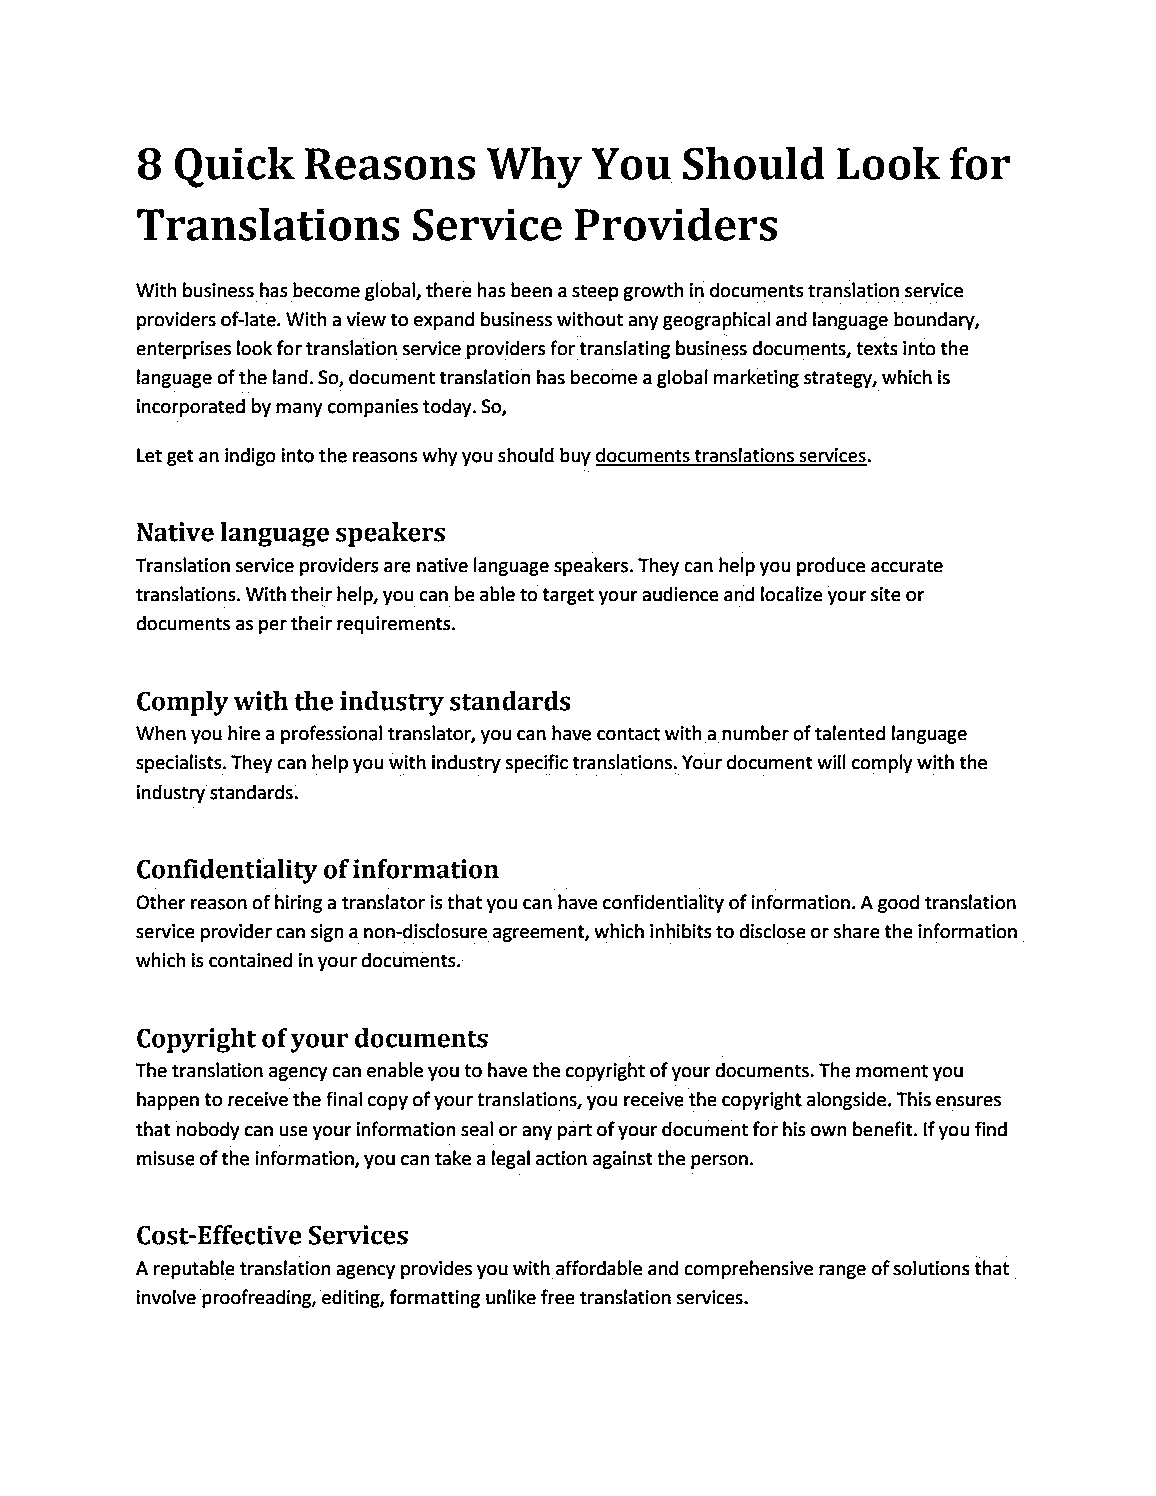 8 Quick Reasons Why You Should Look for
Translations Service Providers
With business has become global, there has been a steep growth in documents translation service
providers of-late. With a view to expand business without any geographical and language boundary,
enterprises look for translation service providers for translating business documents, texts into the
language of the land. So, document translation has become a global marketing strategy, which is
incorporated by many companies today. So,
Let get an indigo into the reasons why you should buy documents translations services.
Native language speakers
Translation service providers are native language speakers. They can help you produce accurate
translations. With their help, you can be able to target your audience and localize your site or
documents as per their requirements.
Comply with the industry standards
When you hire a professional translator, you can have contact with a number of talented language
specialists. They can help you with industry specific translations. Your document will comply with the
industry standards.
Confidentiality of information
Other reason of hiring a translator is that you can have confidentiality of information. A good translation
service provider can sign a non-disclosure agreement, which inhibits to disclose or share the information
which is contained in your documents.
Copyright of your documents
The translation agency can enable you to have the copyright of your documents. The moment you
happen to receive the final copy of your translations, you receive the copyright alongside. This ensures
that nobody can use your information seal or any part of your document for his own benefit. If you find
misuse of the information, you can take a legal action against the person.
Cost-Effective Services
A reputable translation agency provides you with affordable and comprehensive range of solutions that
involve proofreading, editing, formatting unlike free translation services.